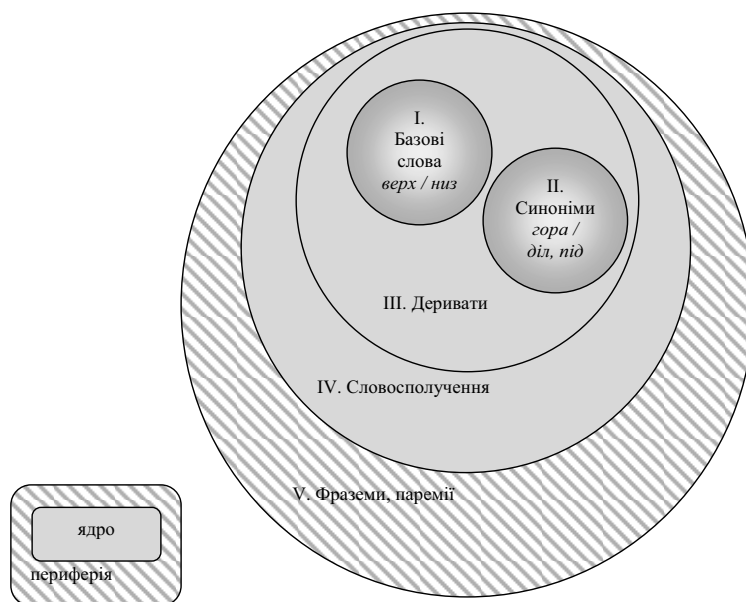 I.
Базові
слова
верх / низ
II.
Синоніми
гора /
діл, під
III. Деривати
IV. Словосполучення
V. Фраземи, паремії
ядро
периферія